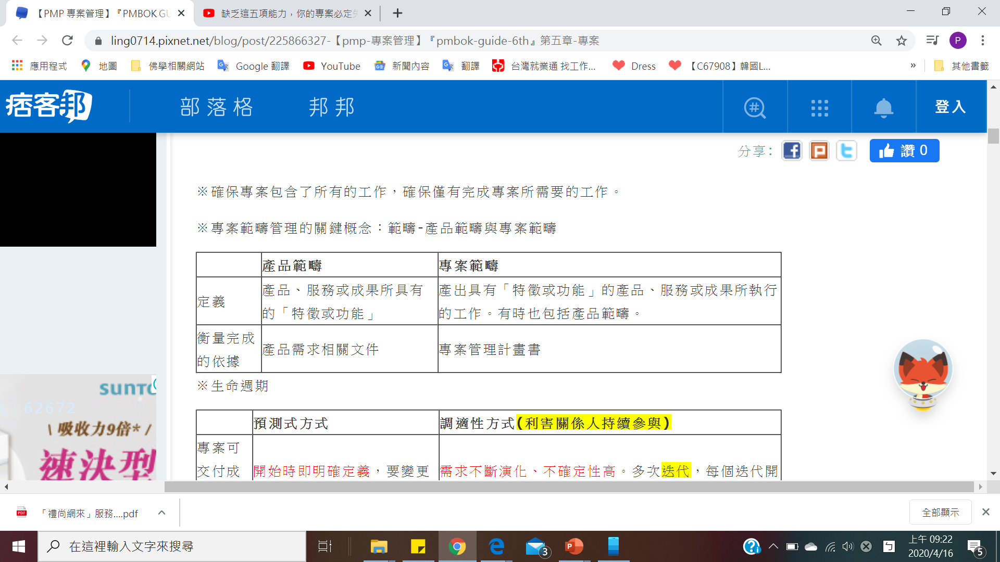 【PMP 專案管理】『PMBOK GU
缺乏這五項能力，你的專案必定失
ling0714.pixnet.net/blog/post/225866327-【pmp-專案管理】『pmbok-guide-6th』第五章-專案
P
應用程式 地圖 佛學相關網站 Google 翻譯 YouTube 新聞內容 翻譯 台灣就業通 找工作... Dress 【C67908】韓國L... » 其他書籤
痞客邦 部落格 邦邦 登入
分享: 讚 0
※確保專案包含了所有的工作，確保僅有完成專案所需要的工作。
※專案範疇管理的關鍵概念：範疇-產品範疇與專案範疇
產品範疇 專案範疇
定義
產品、服務或成果所具有
的「特徵或功能」
產出具有「特徵或功能」的產品、服務或成果所執行
的工作。有時也包括產品範疇。
衡量完成
的依據
產品需求相關文件
專案管理計畫書
※生命週期
預測式方式 調適性方式(利害關係人持續參與)
專案可
交付成
開始時即明確定義，要變更
需求不斷演化、不確定性高。多次迭代，每個迭代開
62672
\ 吸收力9倍* /
速決型
「禮尚網來」服務....pdf
全部顯示
在這裡輸入文字來搜尋
3
上午 09:22
2020/4/16
5